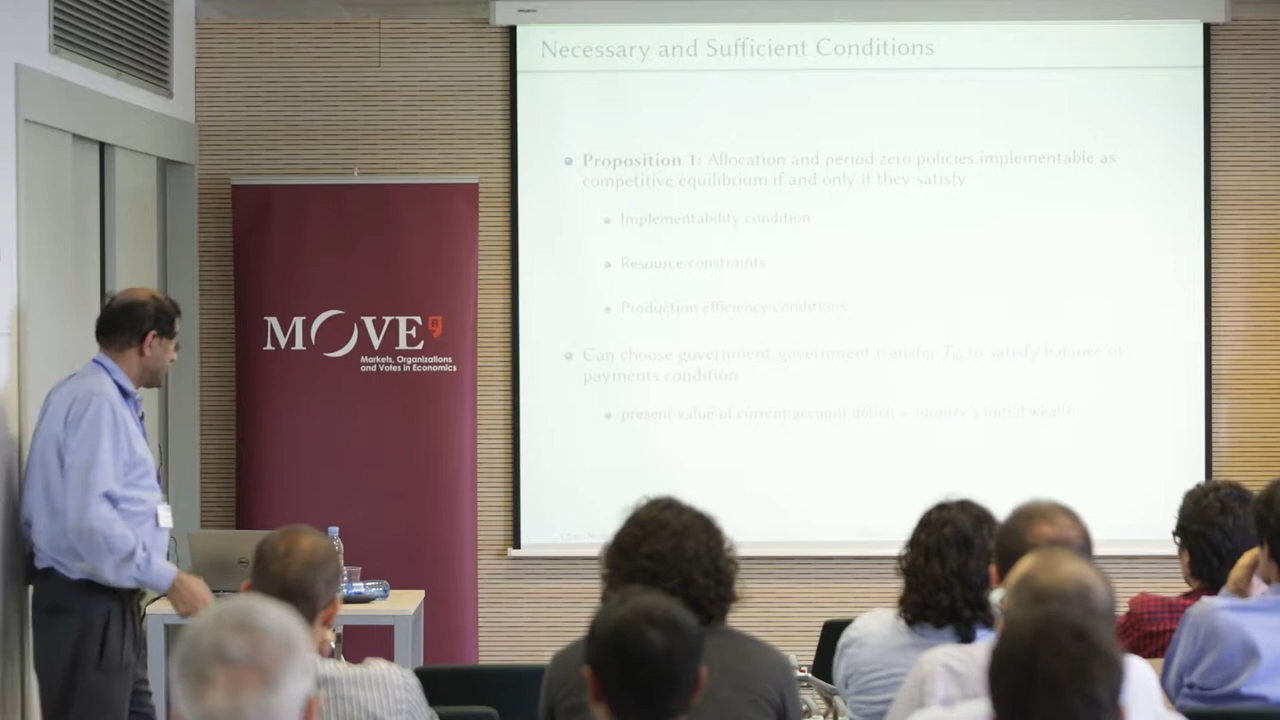 Necessary and Sufficient Conditions
Proposition 1: Allocation and period zero policies implementable as
competitive equilibrium if and only if they satisfy
Implementability condition
Resource constraints
Production efficiency conditions
Can choose government government transfer to satisfy balance of
payments condition
present value of current account deficit = country's initial wealth
MOVE
Markets, Organizations
and Votes in Economics
DELL